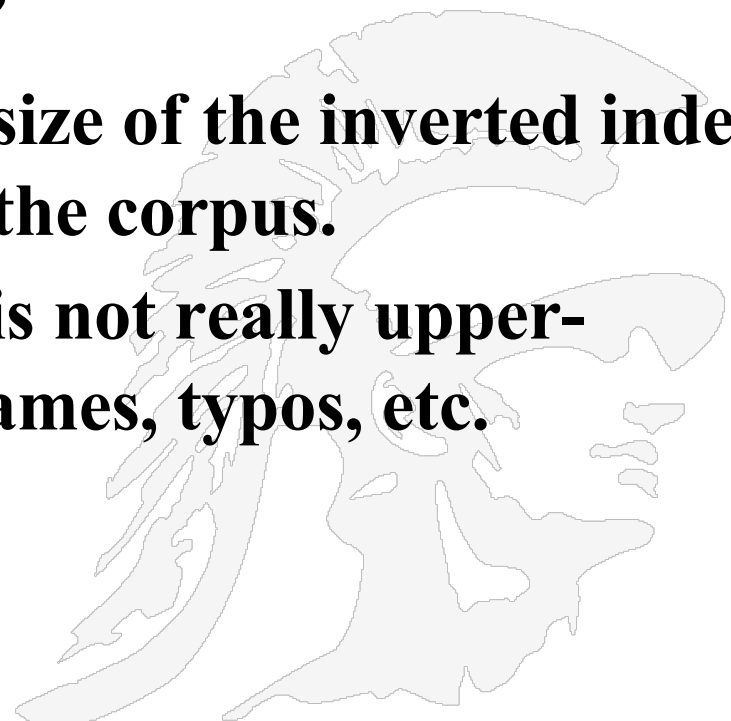 size of the inverted inde
the corpus.
is not really upper-
ames, typos, etc.